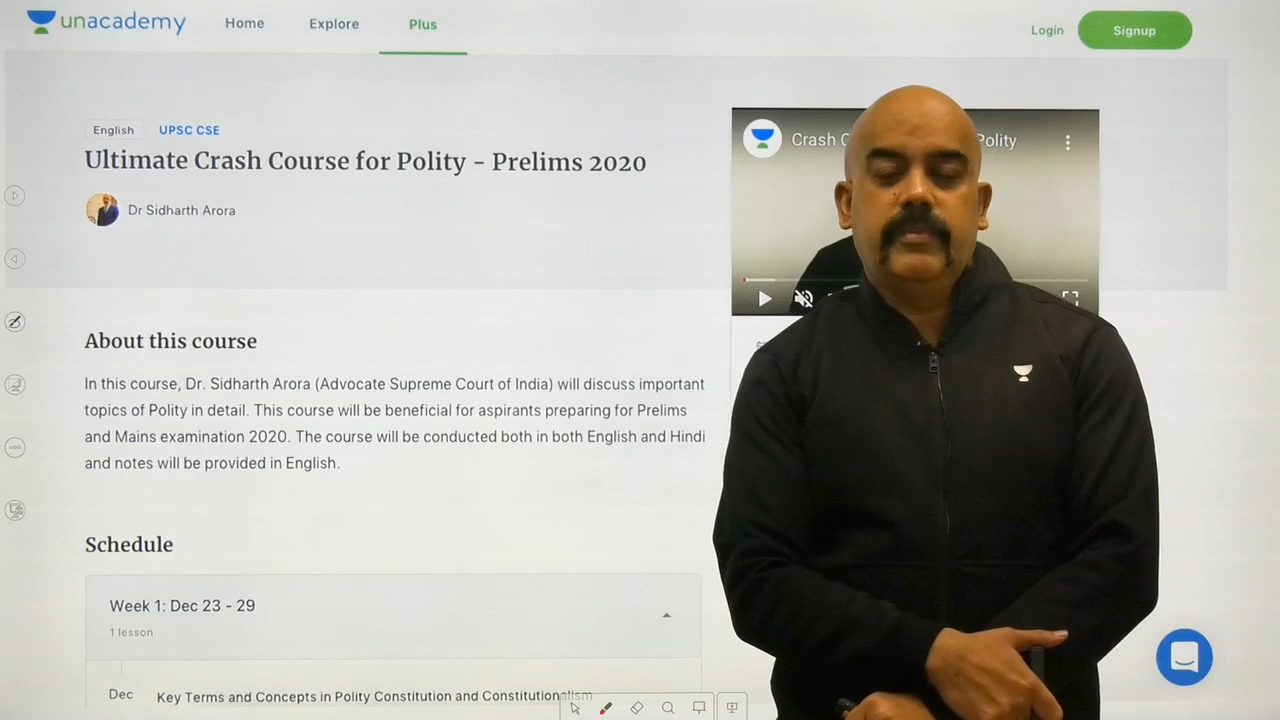 unacademy Home Explore Plus Login Signup
English UPSC CSE
Ultimate Crash Course for Polity - Prelims 2020
Dr Sidharth Arora
Crash C Polity
About this course
In this course, Dr. Sidharth Arora (Advocate Supreme Court of India) will discuss important
topics of Polity in detail. This course will be beneficial for aspirants preparing for Prelims
and Mains examination 2020. The course will be conducted both in both English and Hindi
and notes will be provided in English.
Schedule
Week 1: Dec 23 - 29
1 lesson
Dec Key Terms and Concepts in Polity Constitution and Constitutionalism